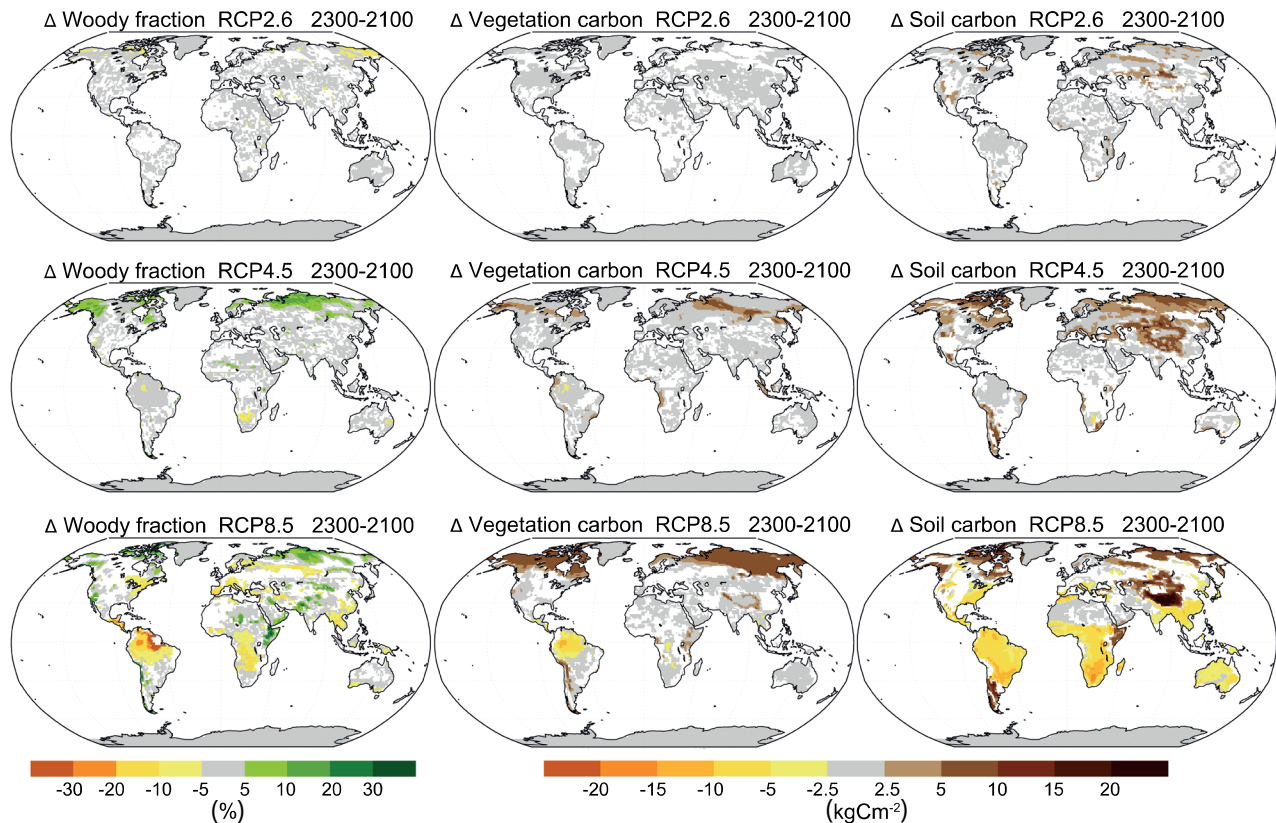 Δ Woody fraction RCP2.6 2300-2100
Δ Vegetation carbon RCP2.6 2300-2100
Δ Soil carbon RCP2.6 2300-2100
Δ Woody fraction RCP4.5 2300-2100
Δ Vegetation carbon RCP4.5 2300-2100
Δ Soil carbon RCP4.5 2300-2100
Δ Woody fraction RCP8.5 2300-2100
Δ Vegetation carbon RCP8.5 2300-2100
Δ Soil carbon RCP8.5 2300-2100
-30 -20 -10 -5 5 10 20 30
(%)
-20 -15 -10 -5 -2.5 2.5 5 10 15 20
(kgCm⁻²)